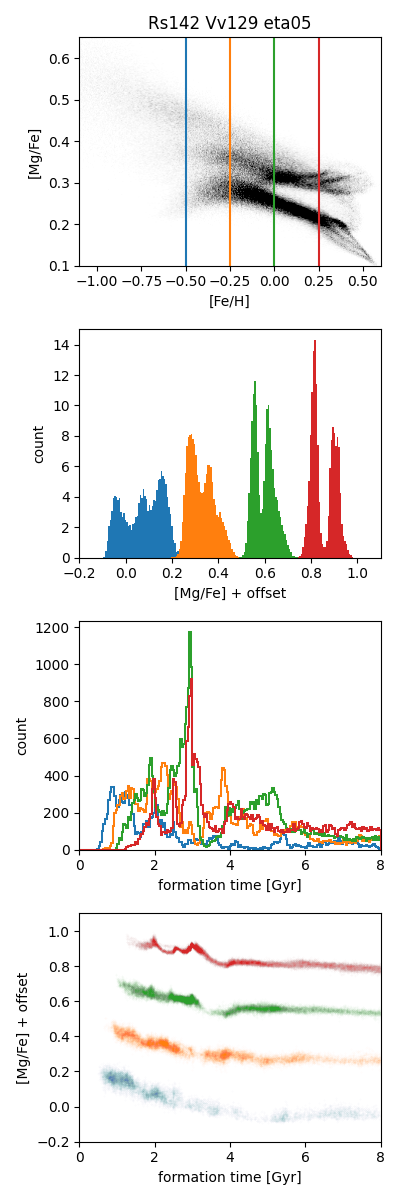 Rs142 Vv129 eta05
0.6
0.5
0.4
0.3
0.2
0.1
[Mg/Fe]
−1.00 −0.75 −0.50 −0.25 0.00 0.25 0.50
[Fe/H]
14
12
10
8
6
4
2
0
count
−0.2 0.0 0.2 0.4 0.6 0.8 1.0
[Mg/Fe] + offset
1200
1000
800
600
400
200
0
count
0 2 4 6 8
formation time [Gyr]
1.0
0.8
0.6
0.4
0.2
0.0
−0.2
[Mg/Fe] + offset
0 2 4 6 8
formation time [Gyr]